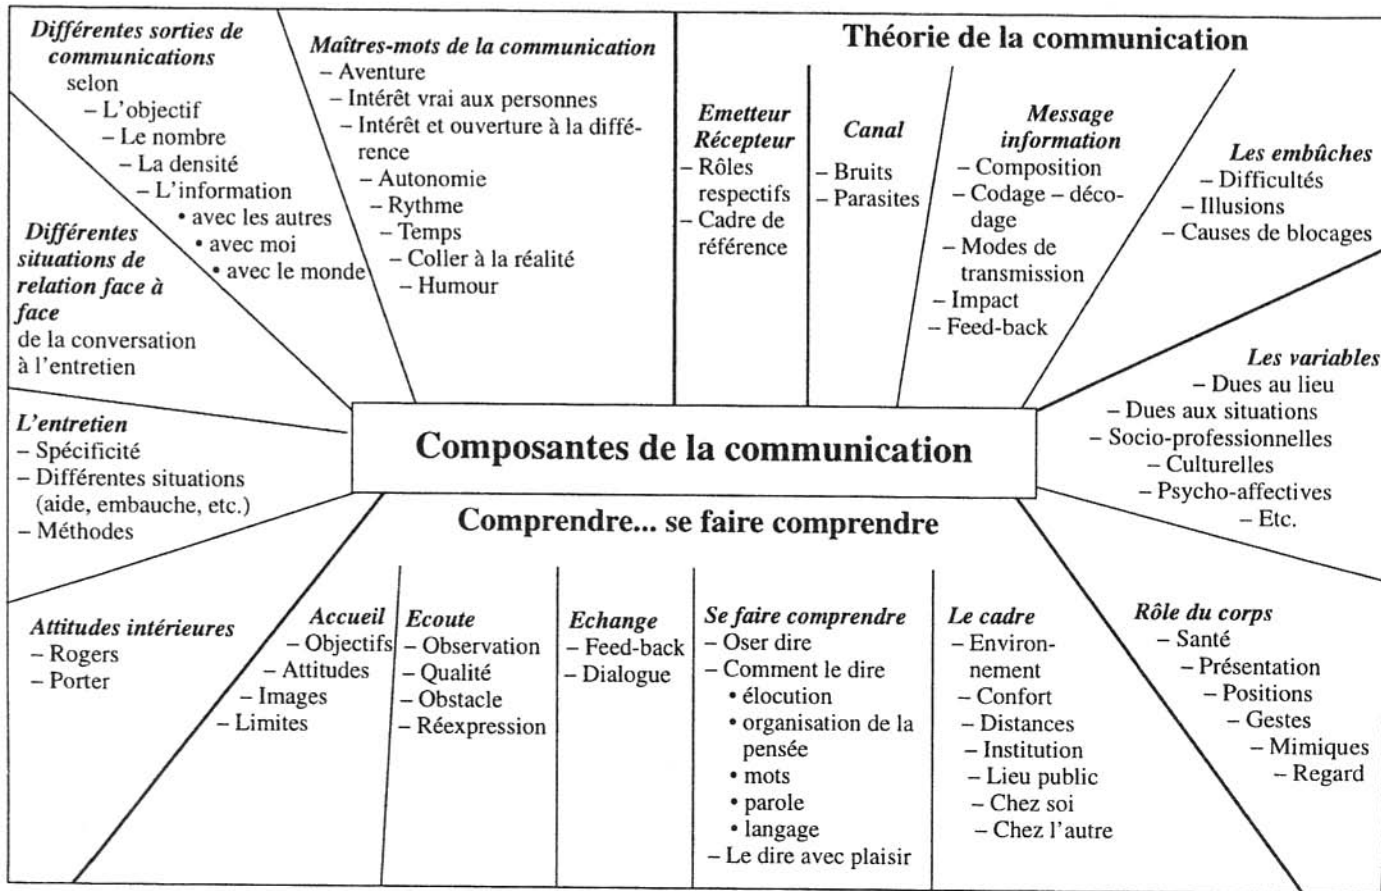 Différentes sorties de
communications
selon
– L'objectif
– Le nombre
– La densité
– L'information
• avec les autres
• avec moi
• avec le monde
Maîtres-mots de la communication
– Aventure
– Intérêt vrai aux personnes
– Intérêt et ouverture à la diffé-
rence
– Autonomie
– Rythme
– Temps
– Coller à la réalité
– Humour
Théorie de la communication
Emetteur
Récepteur
– Rôles
respectifs
– Cadre de
référence
Canal
– Bruits
– Parasites
Message
information
– Composition
– Codage – déco-
dage
– Modes de
transmission
– Impact
– Feed-back
Les embûches
– Difficultés
– Illusions
– Causes de blocages
Différentes
situations de
relation face à
face
de la conversation
à l'entretien
Les variables
– Dues au lieu
– Dues aux situations
– Socio-professionnelles
– Culturelles
– Psycho-affectives
– Etc.
L'entretien
– Spécificité
– Différentes situations
(aide, embauche, etc.)
– Méthodes
Composantes de la communication
Comprendre... se faire comprendre
Attitudes intérieures
– Rogers
– Porter
Accueil
– Objectifs
– Attitudes
– Images
– Limites
Ecoute
– Observation
– Qualité
– Obstacle
– Réexpression
Echange
– Feed-back
– Dialogue
Se faire comprendre
– Oser dire
– Comment le dire
• élocution
• organisation de la
pensée
• mots
• parole
• langage
– Le dire avec plaisir
Le cadre
– Environ-
nement
– Confort
– Distances
– Institution
– Lieu public
– Chez soi
– Chez l'autre
Rôle du corps
– Santé
– Présentation
– Positions
– Gestes
– Mimiques
– Regard